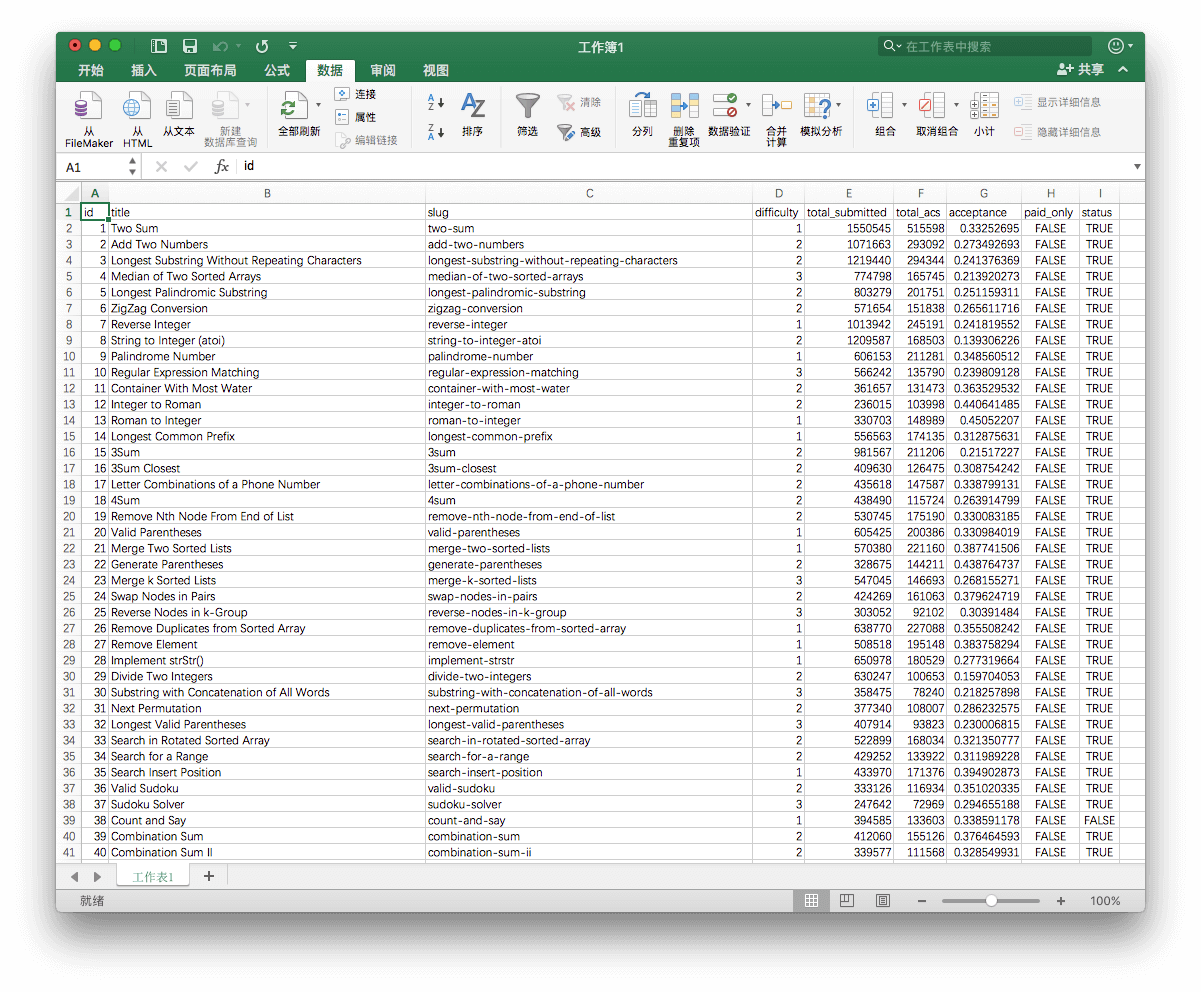 工作簿1
在工作表中搜索
开始 插入 页面布局 公式 数据 审阅 视图 共享
从 FileMaker 从 HTML 从文本 新建 数据库查询 全部刷新 连接 属性 编辑链接 排序 筛选 清除 高级 分列 删除 重复项 数据验证 合并 计算 模拟分析 组合 取消组合 小计 显示详细信息 隐藏详细信息
A1 fx id
A B C D E F G H I
1 id title slug difficulty total_submitted total_acs acceptance paid_only status
2 1 Two Sum two-sum 1 1550545 515598 0.33252695 FALSE TRUE
3 2 Add Two Numbers add-two-numbers 2 1071663 293092 0.273492693 FALSE TRUE
4 3 Longest Substring Without Repeating Characters longest-substring-without-repeating-characters 2 1219440 294344 0.241376369 FALSE TRUE
5 4 Median of Two Sorted Arrays median-of-two-sorted-arrays 3 774798 165745 0.213920273 FALSE TRUE
6 5 Longest Palindromic Substring longest-palindromic-substring 2 803279 201751 0.251159311 FALSE TRUE
7 6 ZigZag Conversion zigzag-conversion 2 571654 151838 0.265611716 FALSE TRUE
8 7 Reverse Integer reverse-integer 1 1013942 245191 0.241819552 FALSE TRUE
9 8 String to Integer (atoi) string-to-integer-atoi 2 1209587 168503 0.139306226 FALSE TRUE
10 9 Palindrome Number palindrome-number 1 606153 211281 0.348560512 FALSE TRUE
11 10 Regular Expression Matching regular-expression-matching 3 566242 135790 0.239809128 FALSE TRUE
12 11 Container With Most Water container-with-most-water 2 361657 131473 0.363529532 FALSE TRUE
13 12 Integer to Roman integer-to-roman 2 236015 103998 0.440641485 FALSE TRUE
14 13 Roman to Integer roman-to-integer 1 330703 148989 0.45052207 FALSE TRUE
15 14 Longest Common Prefix longest-common-prefix 1 556563 174135 0.312875631 FALSE TRUE
16 15 3Sum 3sum 2 981567 211206 0.21517227 FALSE TRUE
17 16 3Sum Closest 3sum-closest 2 409630 126475 0.308754242 FALSE TRUE
18 17 Letter Combinations of a Phone Number letter-combinations-of-a-phone-number 2 435618 147587 0.338799131 FALSE TRUE
19 18 4Sum 4sum 2 438490 115724 0.263914799 FALSE TRUE
20 19 Remove Nth Node From End of List remove-nth-node-from-end-of-list 2 530745 175190 0.330083185 FALSE TRUE
21 20 Valid Parentheses valid-parentheses 1 605425 200386 0.330984019 FALSE TRUE
22 21 Merge Two Sorted Lists merge-two-sorted-lists 1 570380 221160 0.387741506 FALSE TRUE
23 22 Generate Parentheses generate-parentheses 2 328675 144211 0.438764737 FALSE TRUE
24 23 Merge k Sorted Lists merge-k-sorted-lists 3 547045 146693 0.268155271 FALSE TRUE
25 24 Swap Nodes in Pairs swap-nodes-in-pairs 2 424269 161063 0.379624719 FALSE TRUE
26 25 Reverse Nodes in k-Group reverse-nodes-in-k-group 3 303052 92102 0.30391484 FALSE TRUE
27 26 Remove Duplicates from Sorted Array remove-duplicates-from-sorted-array 1 638770 227088 0.355508242 FALSE TRUE
28 27 Remove Element remove-element 1 508518 195148 0.383758294 FALSE TRUE
29 28 Implement strStr() implement-strstr 1 650978 180529 0.277319664 FALSE TRUE
30 29 Divide Two Integers divide-two-integers 2 630247 100653 0.159704053 FALSE TRUE
31 30 Substring with Concatenation of All Words substring-with-concatenation-of-all-words 3 358475 78240 0.218257898 FALSE TRUE
32 31 Next Permutation next-permutation 2 377340 108007 0.286232575 FALSE TRUE
33 32 Longest Valid Parentheses longest-valid-parentheses 3 407914 93823 0.230006815 FALSE TRUE
34 33 Search in Rotated Sorted Array search-in-rotated-sorted-array 2 522899 168034 0.321350777 FALSE TRUE
35 34 Search for a Range search-for-a-range 2 429252 133922 0.311989228 FALSE TRUE
36 35 Search Insert Position search-insert-position 1 433970 171376 0.394902873 FALSE TRUE
37 36 Valid Sudoku valid-sudoku 2 333126 116934 0.351020335 FALSE TRUE
38 37 Sudoku Solver sudoku-solver 3 247642 72969 0.294655188 FALSE TRUE
39 38 Count and Say count-and-say 1 394585 133603 0.338591178 FALSE FALSE
40 39 Combination Sum combination-sum 2 412060 155126 0.376464593 FALSE TRUE
41 40 Combination Sum II combination-sum-ii 2 339577 111568 0.328549931 FALSE TRUE
工作表1
就绪 100%